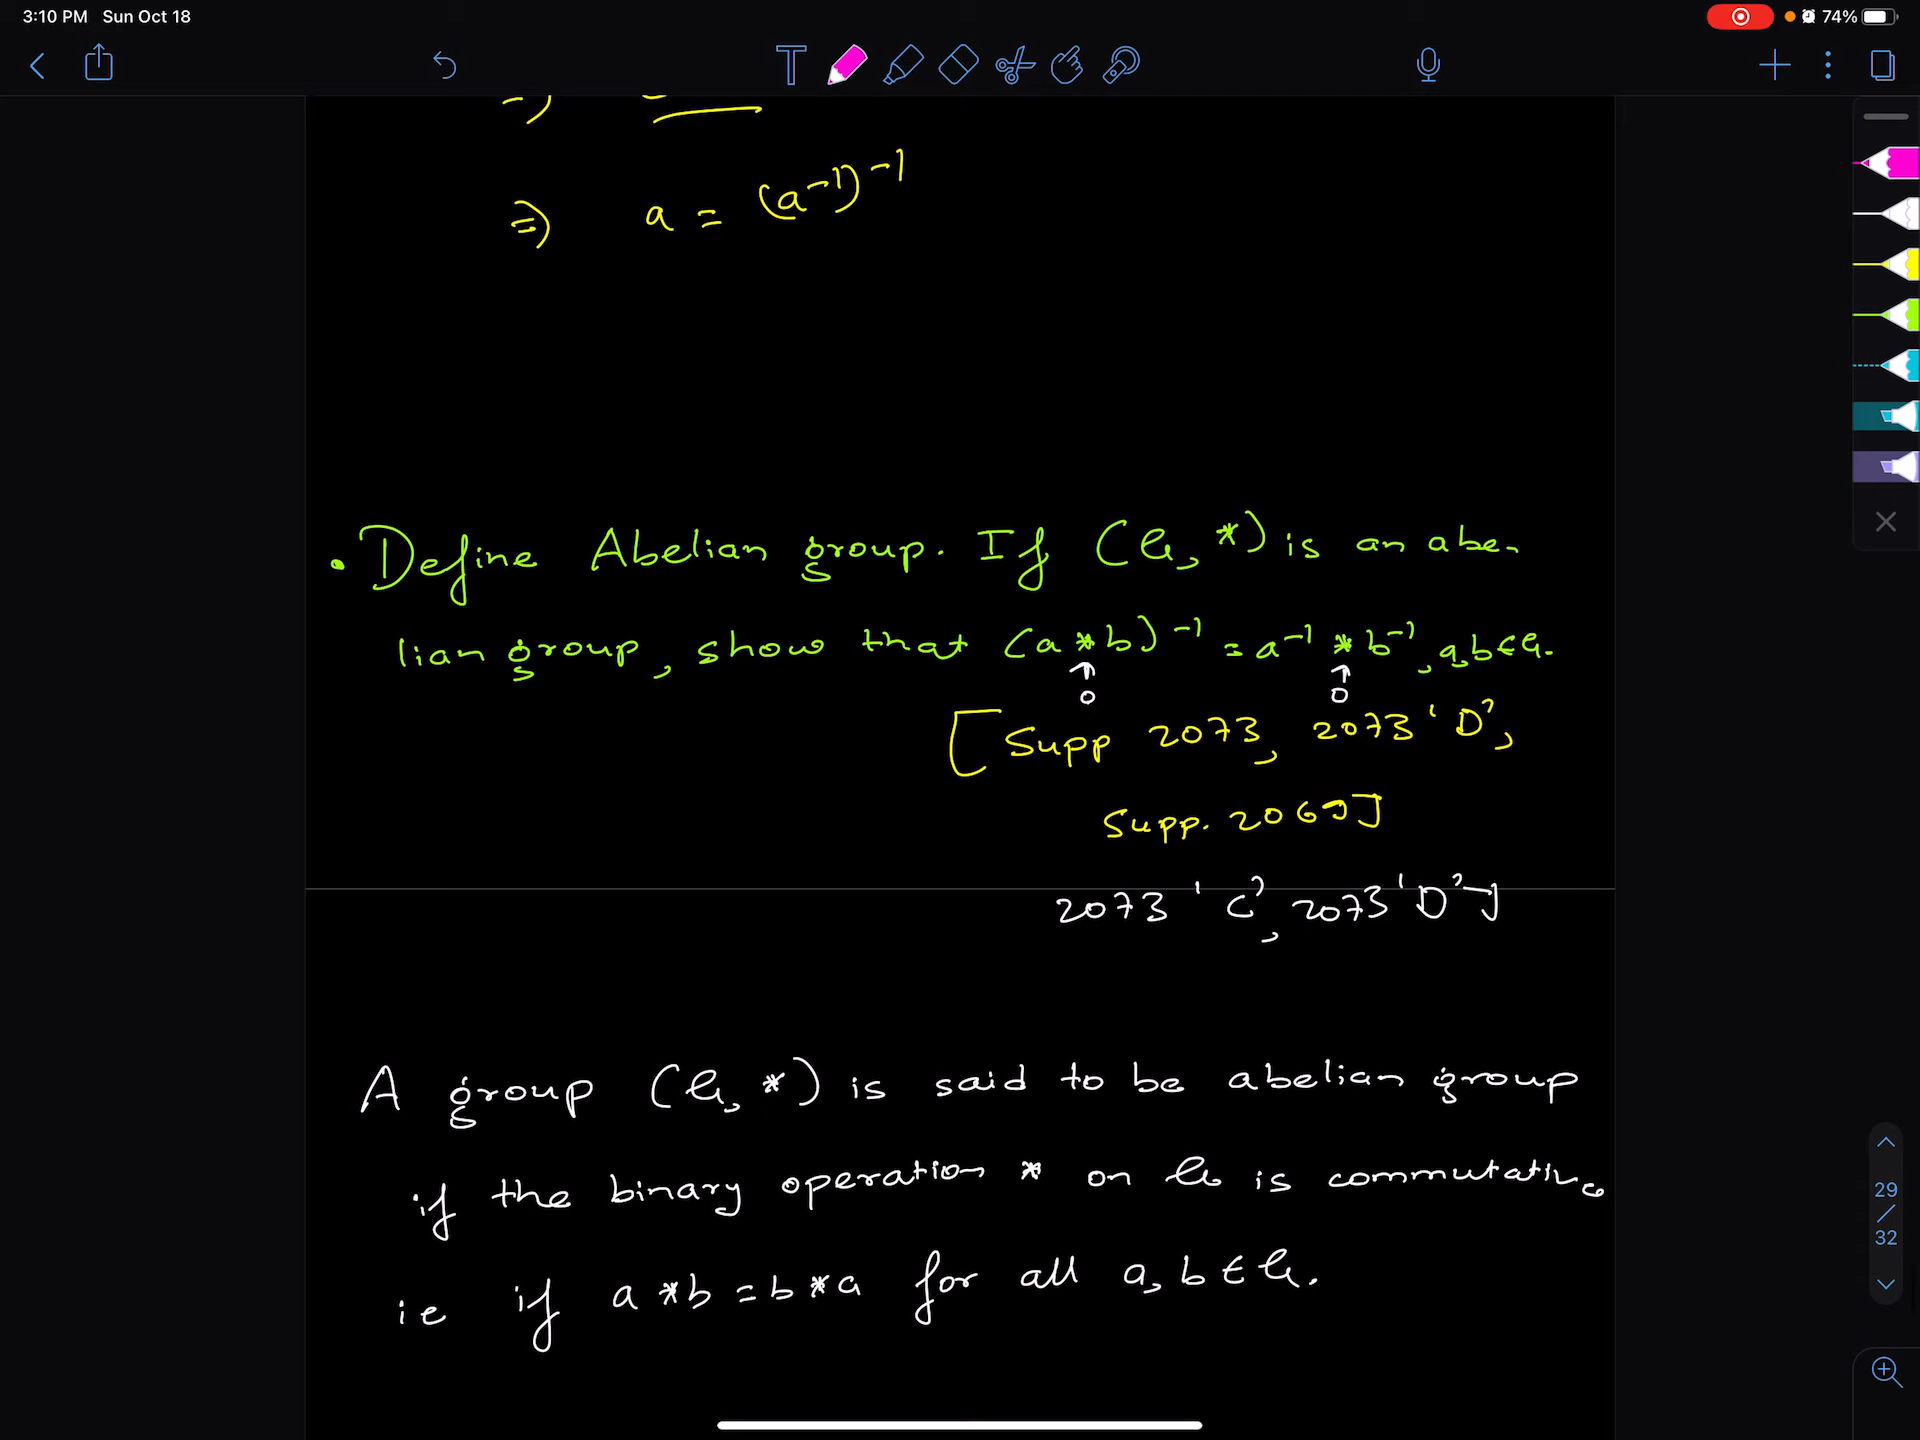 3:10 PM Sun Oct 18
74%
T
=> a = (a⁻¹)⁻¹
• Define Abelian group. If (G, *) is an abe-
lian group, show that (a * b)⁻¹ = a⁻¹ * b⁻¹, a,b ∈ G.
↑ ↑
o o
[Supp 2073, 2073 'D',
Supp. 2069]
2073 'C', 2073 'D']
A group (G, *) is said to be abelian group
if the binary operation * on G is commutative
ie if a * b = b * a for all a, b ∈ G.
29
/
32